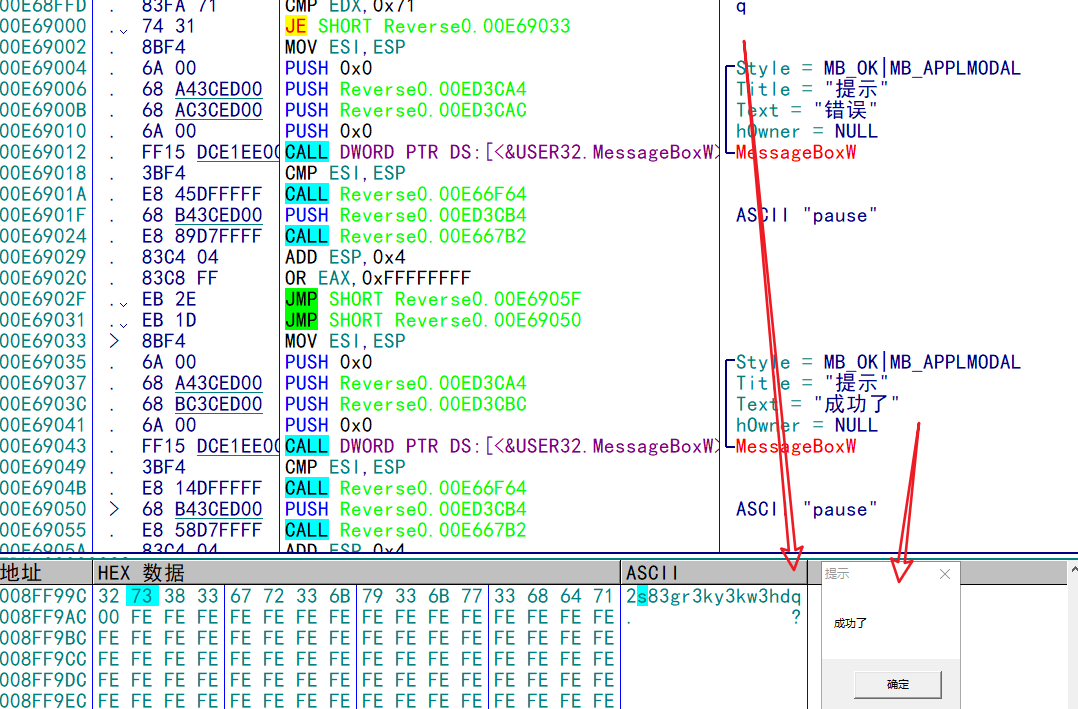 00E68FFD . 83FA 71 CMP EDX,0x71 q
00E69000 . 74 31 JE SHORT Reverse0.00E69033
00E69002 . 8BF4 MOV ESI,ESP
00E69004 . 6A 00 PUSH 0x0 Style = MB_OK|MB_APPLMODAL
00E69006 . 68 A43CED00 PUSH Reverse0.00ED3CA4 Title = "提示"
00E6900B . 68 AC3CED00 PUSH Reverse0.00ED3CAC Text = "错误"
00E69010 . 6A 00 PUSH 0x0 hOwner = NULL
00E69012 . FF15 DCE1EE00 CALL DWORD PTR DS:[<&USER32.MessageBoxW> MessageBoxW
00E69018 . 3BF4 CMP ESI,ESP
00E6901A . E8 45DFFFFF CALL Reverse0.00E66F64
00E6901F . 68 B43CED00 PUSH Reverse0.00ED3CB4 ASCII "pause"
00E69024 . E8 89D7FFFF CALL Reverse0.00E667B2
00E69029 . 83C4 04 ADD ESP,0x4
00E6902C . 83C8 FF OR EAX,0xFFFFFFFF
00E6902F . EB 2E JMP SHORT Reverse0.00E6905F
00E69031 . EB 1D JMP SHORT Reverse0.00E69050
00E69033 > 8BF4 MOV ESI,ESP
00E69035 . 6A 00 PUSH 0x0 Style = MB_OK|MB_APPLMODAL
00E69037 . 68 A43CED00 PUSH Reverse0.00ED3CA4 Title = "提示"
00E6903C . 68 BC3CED00 PUSH Reverse0.00ED3CBC Text = "成功了"
00E69041 . 6A 00 PUSH 0x0 hOwner = NULL
00E69043 . FF15 DCE1EE00 CALL DWORD PTR DS:[<&USER32.MessageBoxW> MessageBoxW
00E69049 . 3BF4 CMP ESI,ESP
00E6904B . E8 14DFFFFF CALL Reverse0.00E66F64
00E69050 > 68 B43CED00 PUSH Reverse0.00ED3CB4 ASCII "pause"
00E69055 . E8 58D7FFFF CALL Reverse0.00E667B2
00E6905A . 83C4 04 ADD ESP,0x4
地址 HEX 数据 ASCII
008FF99C 32 73 38 33 67 72 33 6B 79 33 6B 77 33 68 64 71 2s83gr3ky3kw3hdq
008FF9AC 00 FE FE FE FE FE FE FE FE FE FE FE FE FE FE FE . ?
008FF9BC FE FE FE FE FE FE FE FE FE FE FE FE FE FE FE FE
008FF9CC FE FE FE FE FE FE FE FE FE FE FE FE FE FE FE FE
008FF9DC FE FE FE FE FE FE FE FE FE FE FE FE FE FE FE FE
008FF9EC FE FE FE FE FE FE FE FE FE FE FE FE FE FE FE FE
提示
成功了
确定